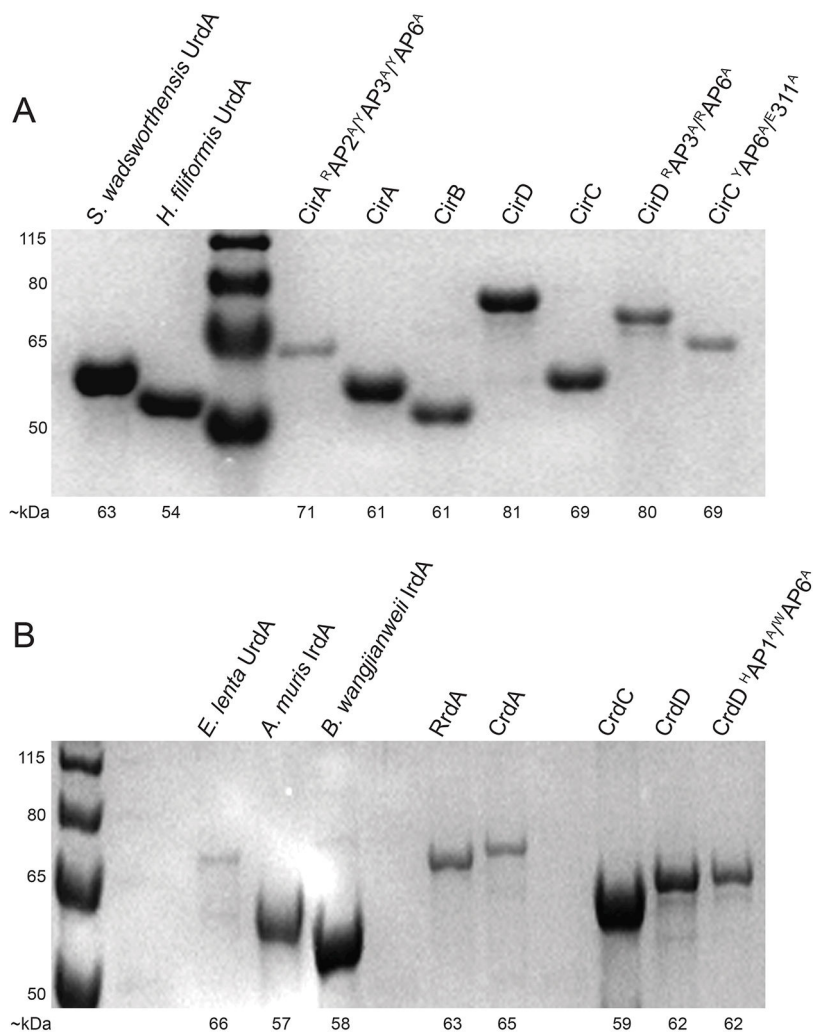 A
S. wadsworthensis UrdA
H. filiformis UrdA
CirA ᴿAP2ᴬ/ʸAP3ᴬ/ʸAP6ᴬ
CirA
CirB
CirD
CirC
CirD ᴿAP3ᴬ/ᴿAP6ᴬ
CirC ʸAP6ᴬ/ᴱ311ᴬ
115
80
65
50
~kDa 63 54 71 61 61 81 69 80 69
B
E. lenta UrdA
A. muris IrdA
B. wangjianweii IrdA
RrdA
CrdA
CrdC
CrdD
CrdD ᴴAP1ᴬ/ᵂAP6ᴬ
115
80
65
50
~kDa 66 57 58 63 65 59 62 62